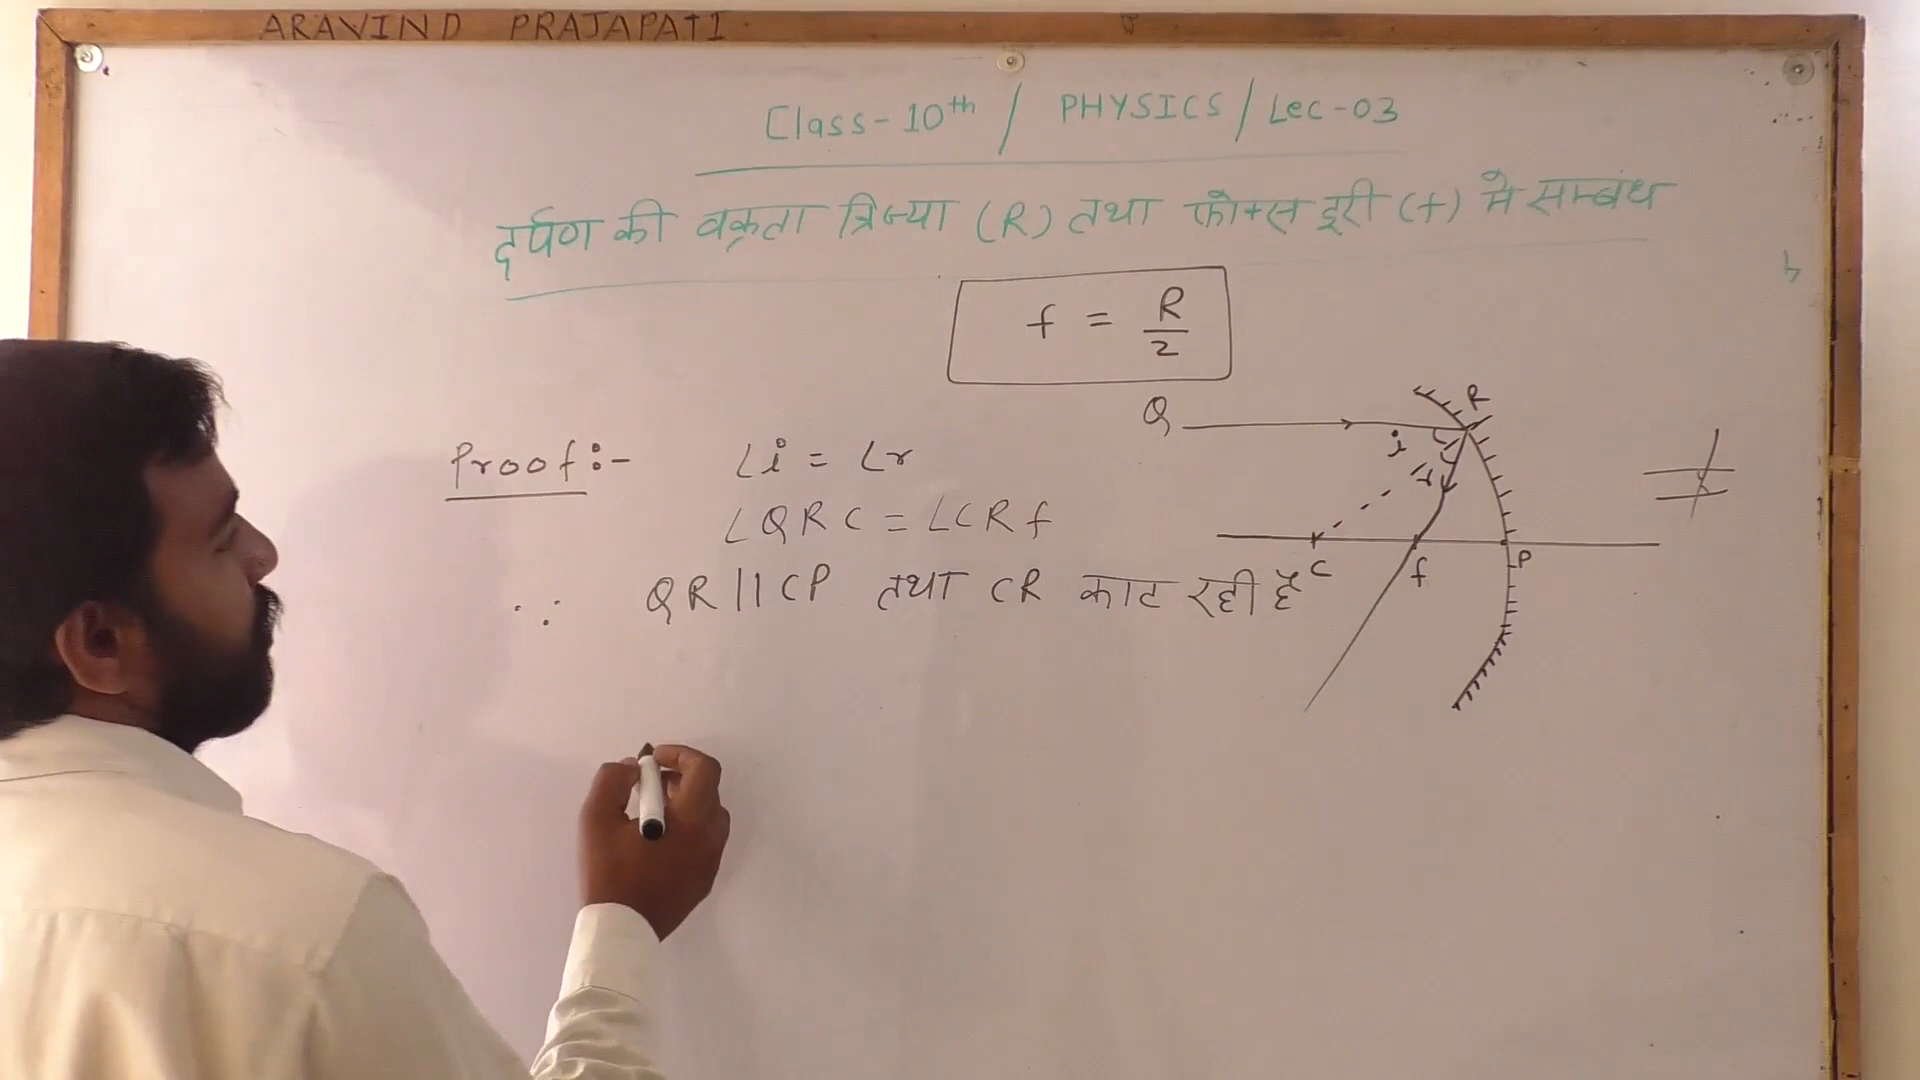 ARAVIND PRAJAPATI
Class-10th / PHYSICS / Lec-03
दर्पण की वक्रता त्रिज्या (R) तथा फोकस दूरी (f) मे सम्बंध
f = R/2
Proof:- ∠i = ∠r
∠QRC = ∠CRf
∵ QR || CP तथा CR काट रही है
Q
R
i
r
C
f
P